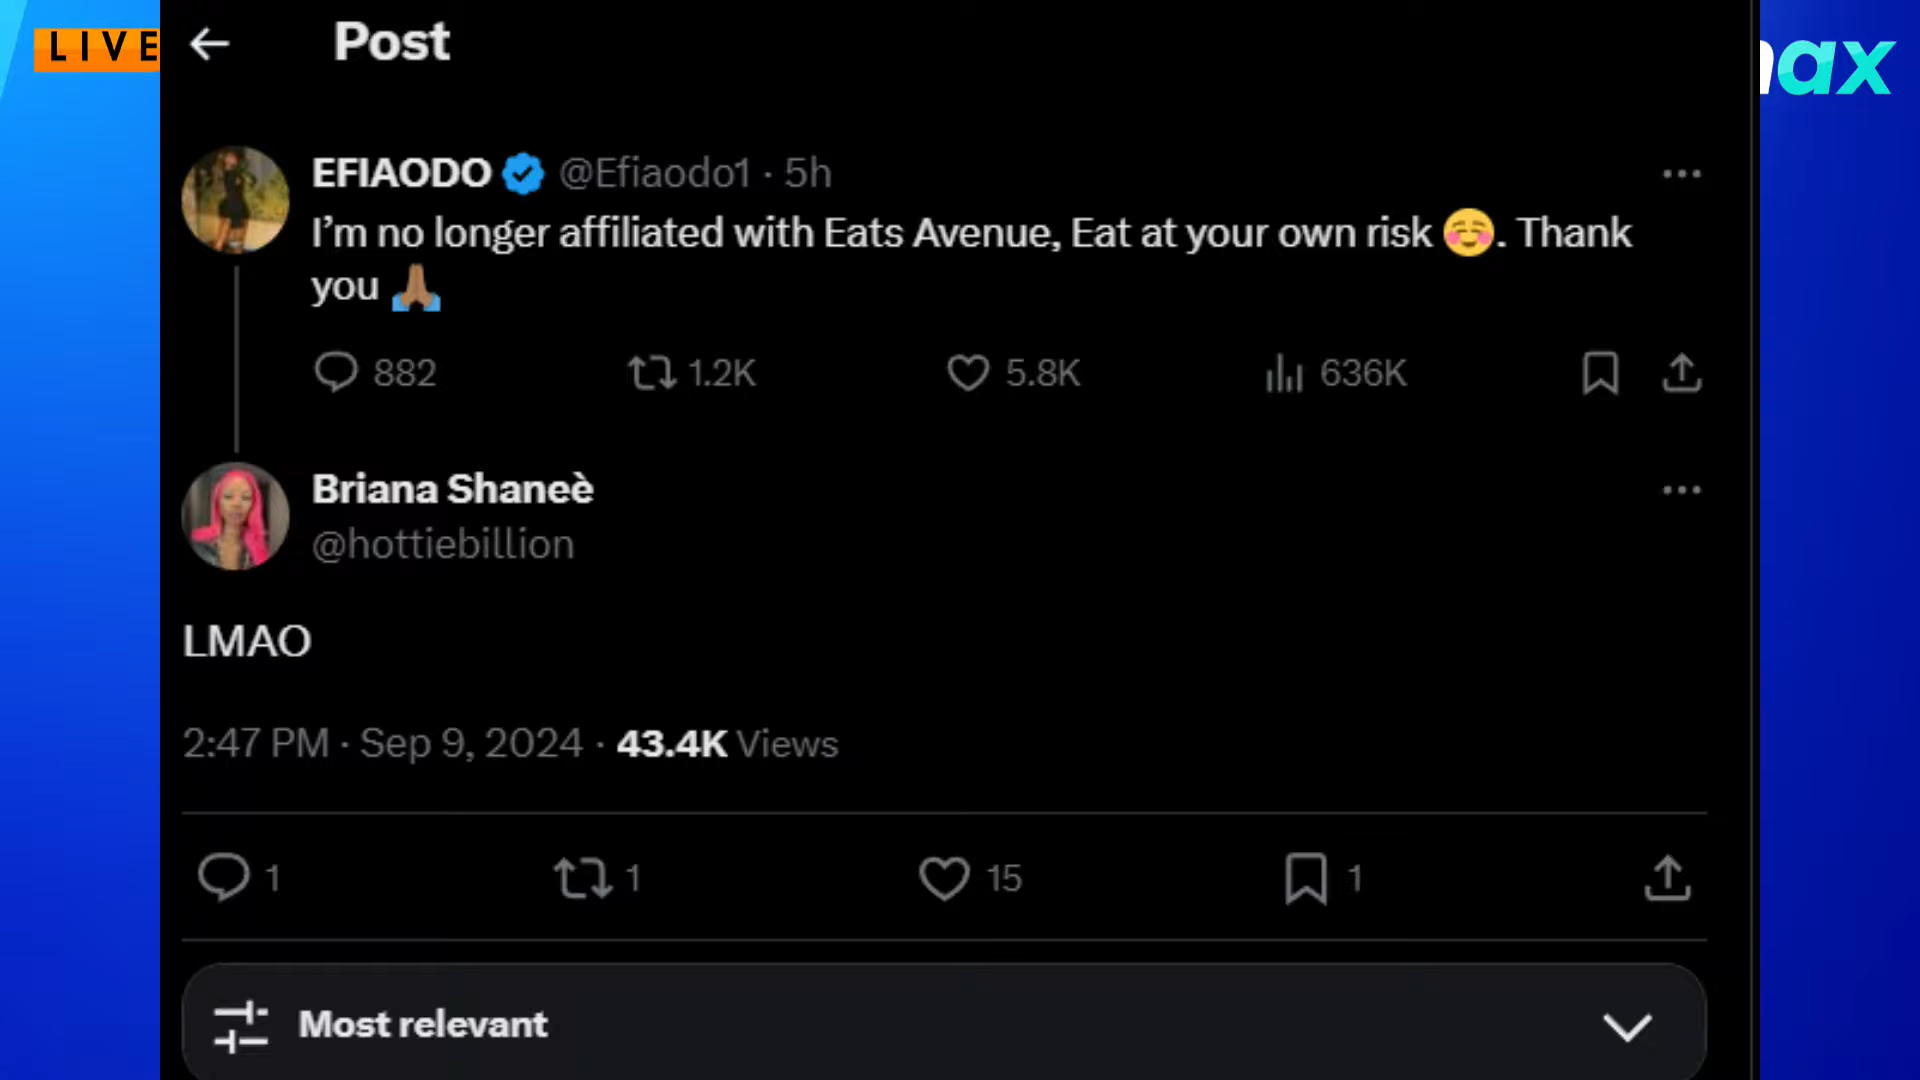 LIVE
Post
ax
EFIAODO @Efiaodo1 · 5h
I’m no longer affiliated with Eats Avenue, Eat at your own risk ☺️. Thank
you 🙏🏽
882 1.2K 5.8K 636K
Briana Shaneè
@hottiebillion
LMAO
2:47 PM · Sep 9, 2024 · 43.4K Views
1 1 15 1
Most relevant